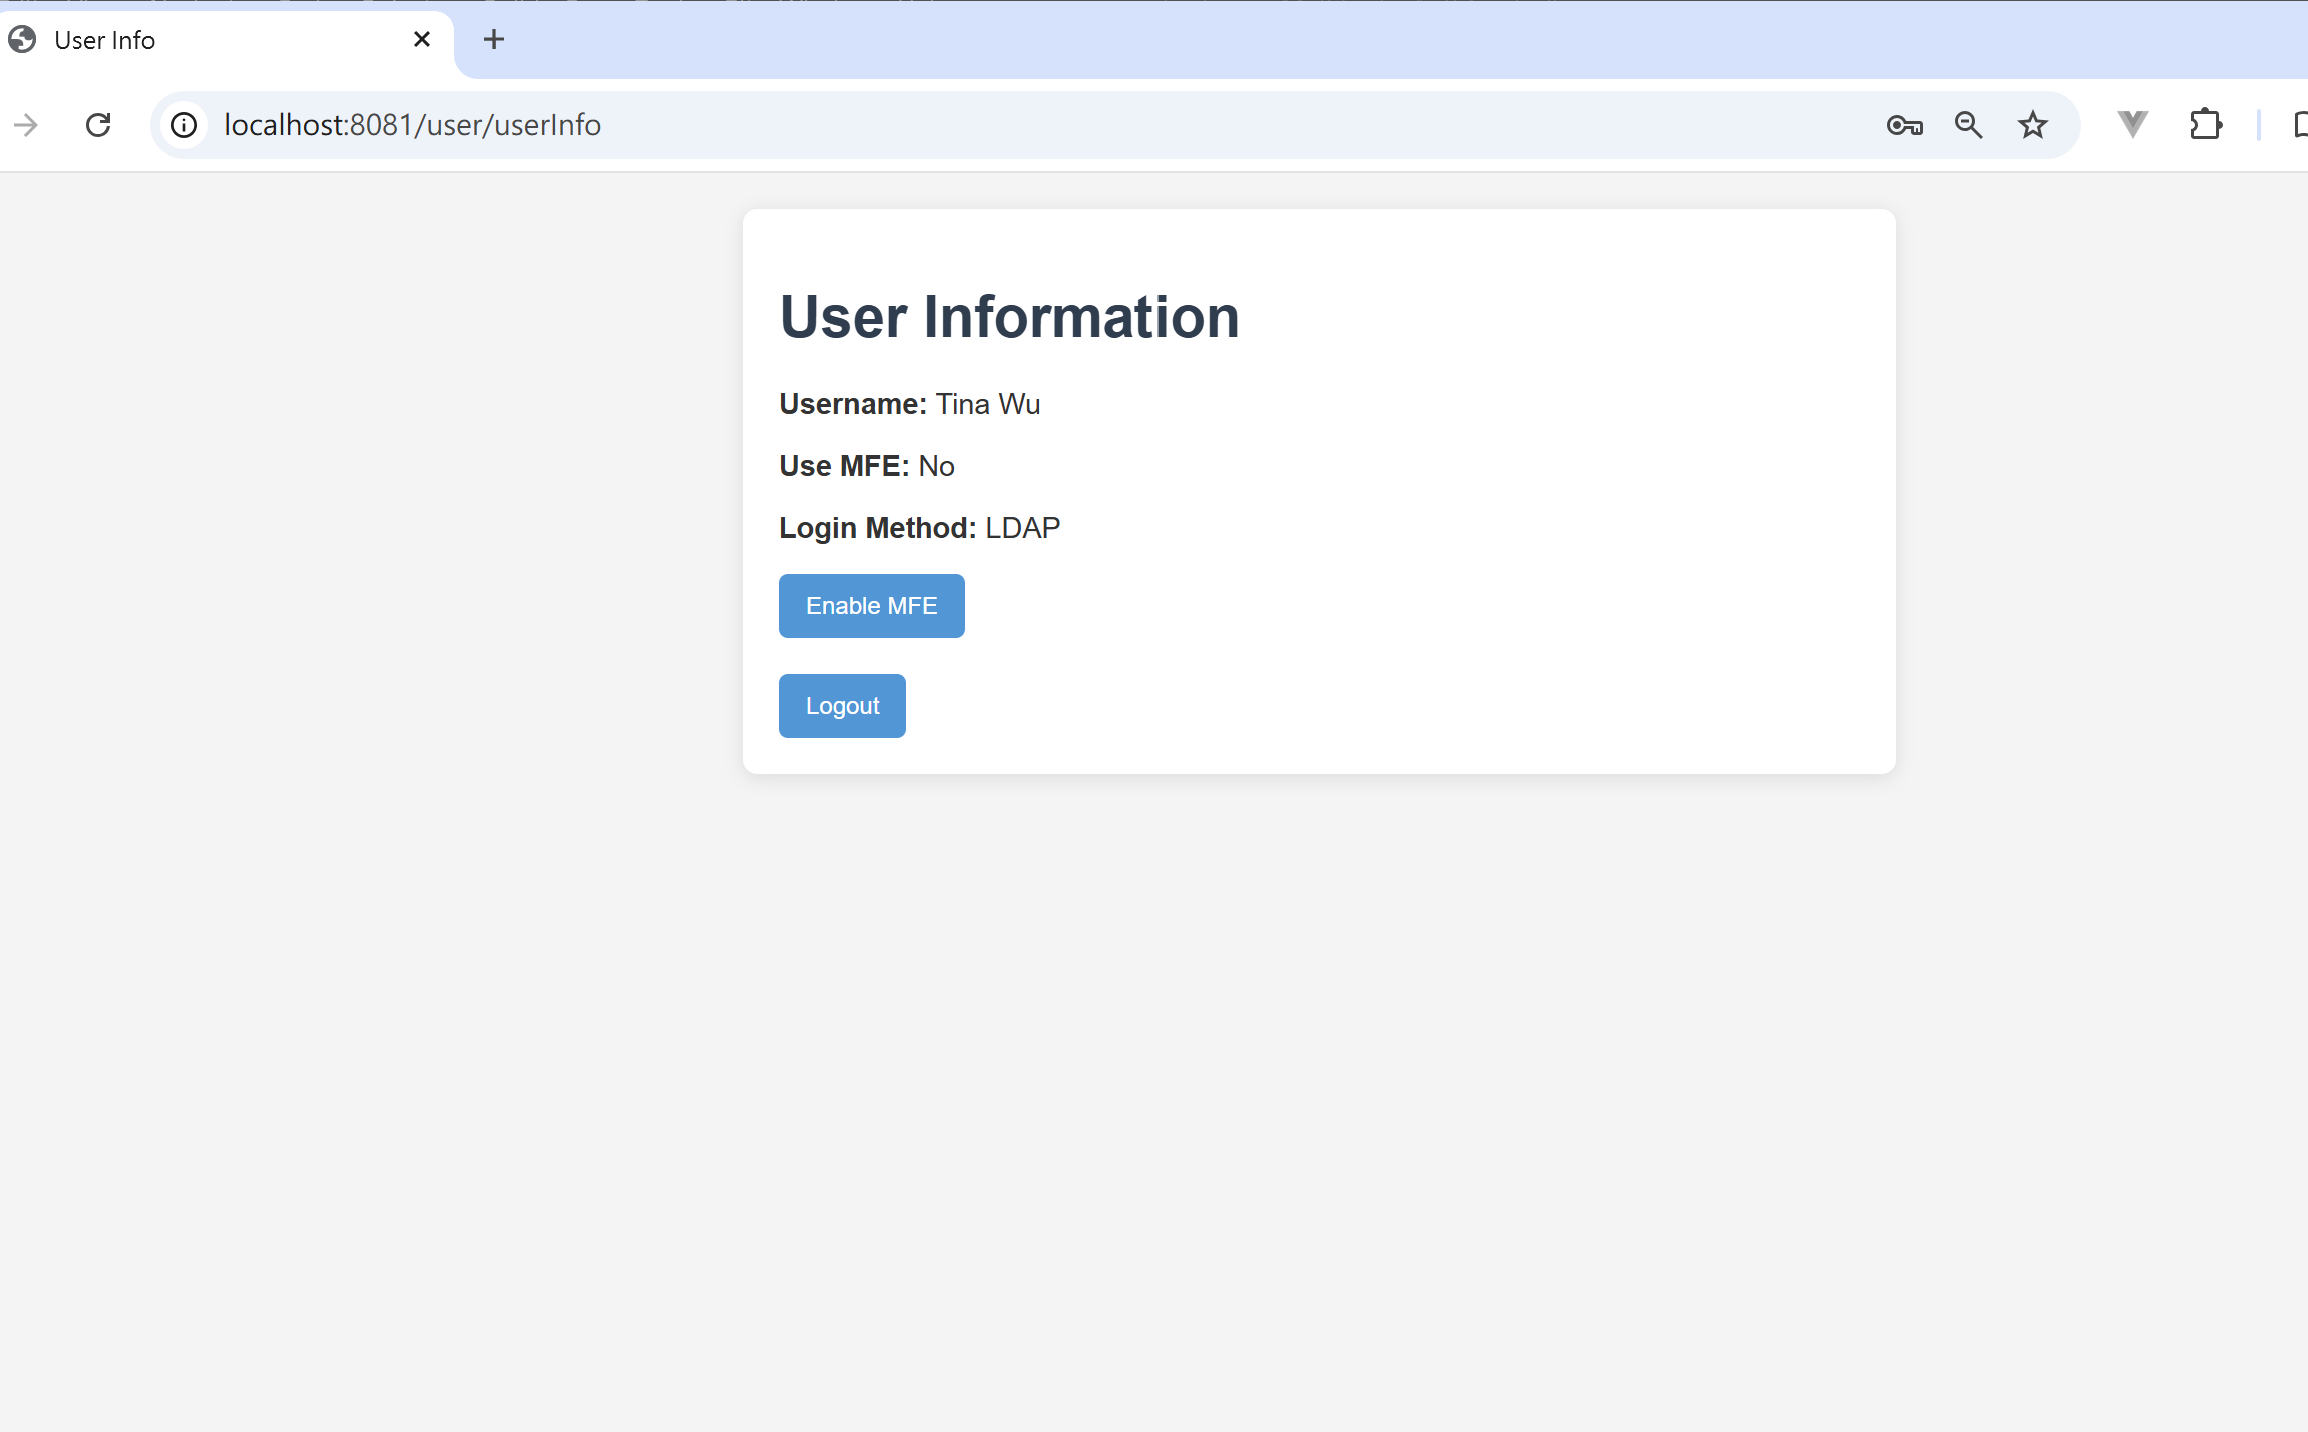 User Info
localhost:8081/user/userInfo
User Information
Username: Tina Wu
Use MFE: No
Login Method: LDAP
Enable MFE
Logout